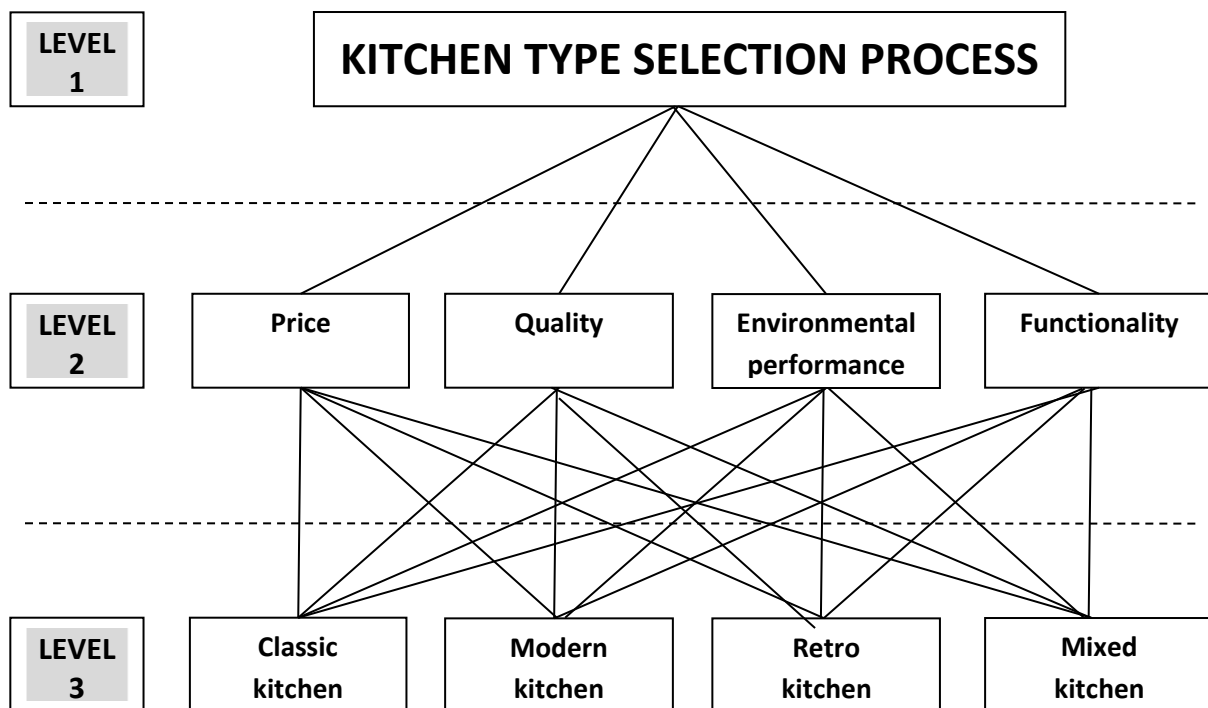 LEVEL
1
KITCHEN TYPE SELECTION PROCESS
LEVEL
2
Price
Quality
Environmental
performance
Functionality
LEVEL
3
Classic
kitchen
Modern
kitchen
Retro
kitchen
Mixed
kitchen